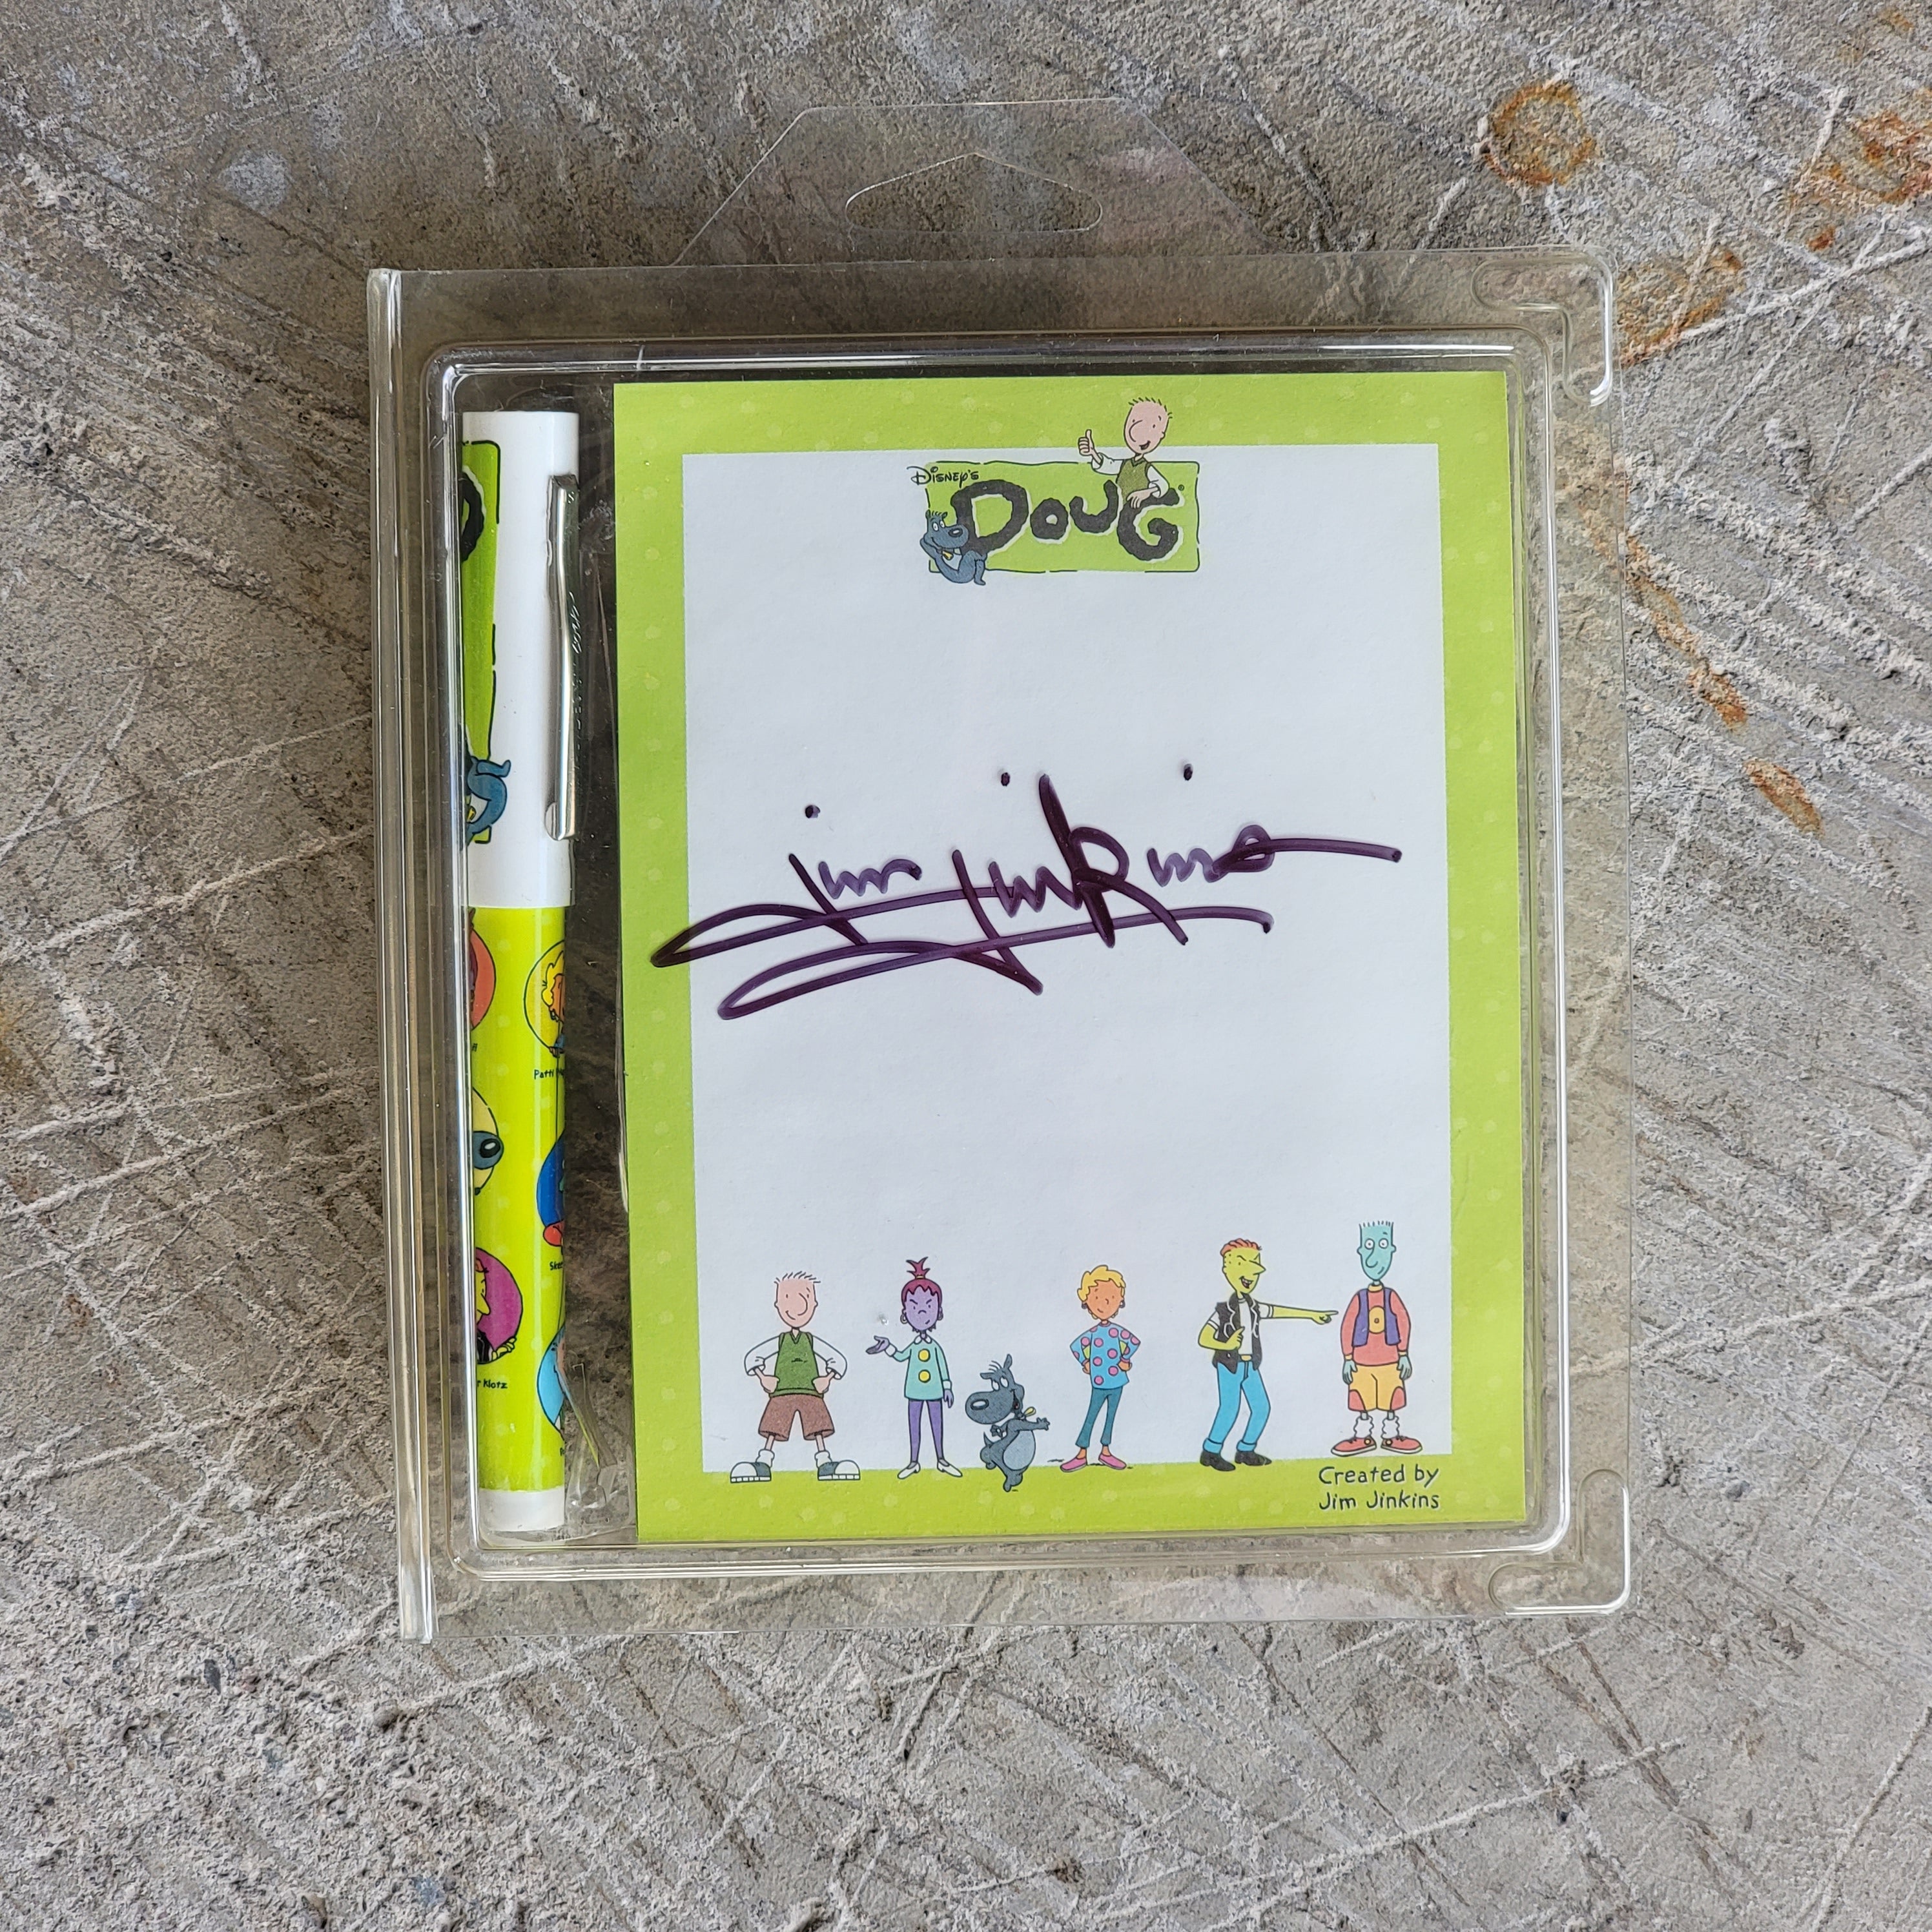 Disney's
Doug®
Jim Jinkins
Patti
r Klotz
Created by
Jim Jinkins